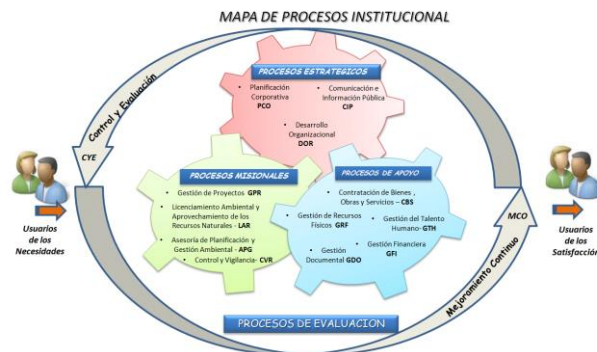 MAPA DE PROCESOS INSTITUCIONAL
PROCESOS ESTRATEGICOS
• Planificación
Corporativa
PCO
• Comunicación e
Información Pública
CIP
• Desarrollo
Organizacional
DOR
Control y Evaluación
CYE
Usuarios
de los
Necesidades
PROCESOS MISIONALES
• Gestión de Proyectos GPR
• Licenciamiento Ambiental y
Aprovechamiento de los
Recursos Naturales - LAR
• Asesoría de Planificación y
Gestión Ambiental - APG
• Control y Vigilancia- CVR
PROCESOS DE APOYO
• Contratación de Bienes ,
Obras y Servicios – CBS
• Gestión de Recursos
Físicos GRF
• Gestión del Talento
Humano- GTH
• Gestión
Documental GDO
• Gestión Financiera
GFI
MCO
Mejoramiento Continuo
Usuarios
de los
Satisfacción
PROCESOS DE EVALUACION